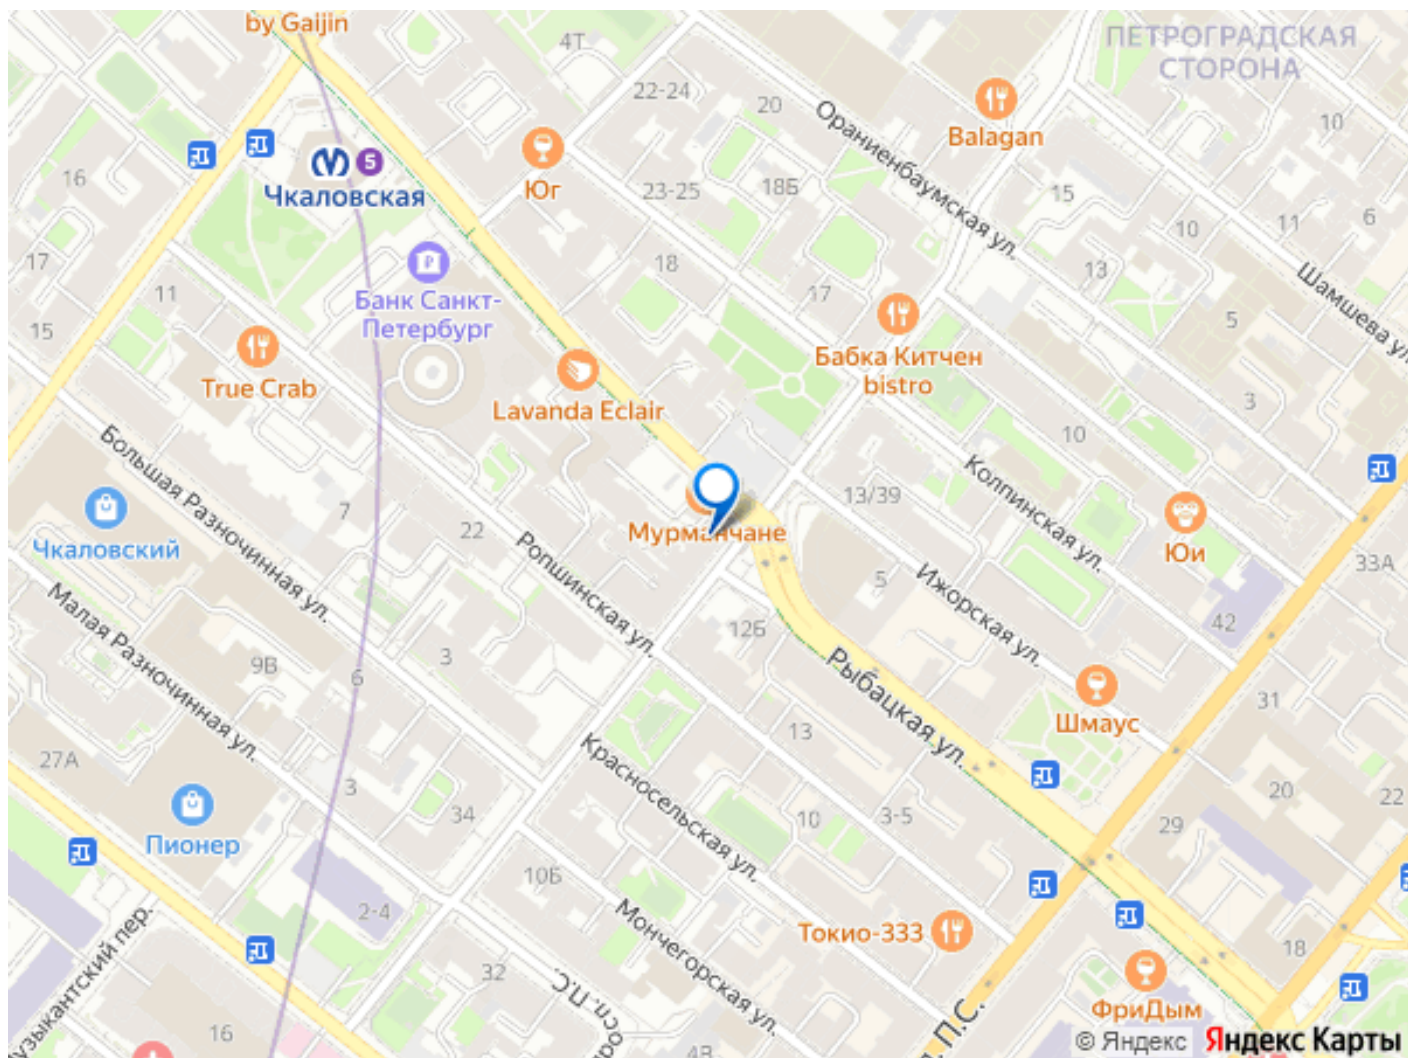 by Gaijin
4Т
ПЕТРОГРАДСКАЯ
СТОРОНА
22-24
20
Balagan
10
Ораниенбаумская ул.
5
Чкаловская
Юг
16
23-25
18Б
15
11
6
10
17
Банк Санкт-
Петербург
18
13
Шамшева ул.
11
17
15
5
True Crab
Lavanda Eclair
Бабка Китчен
bistro
3
10
Большая Разночинная ул.
Колпинская ул.
13/39
Чкаловский
7
22
Мурманчане
Юи
Ропшинская ул.
33А
5
Ижорская ул.
42
Малая Разночинная ул.
12Б
9В
3
6
Рыбацкая ул.
Шмаус
31
13
27А
Красносельская ул.
3
20
22
34
10
3-5
29
Пионер
10Б
2-4
Мончегорская ул.
Токио-333
18
32
16
4В
П.С.
ФриДым
© Яндекс
Яндекс Карты